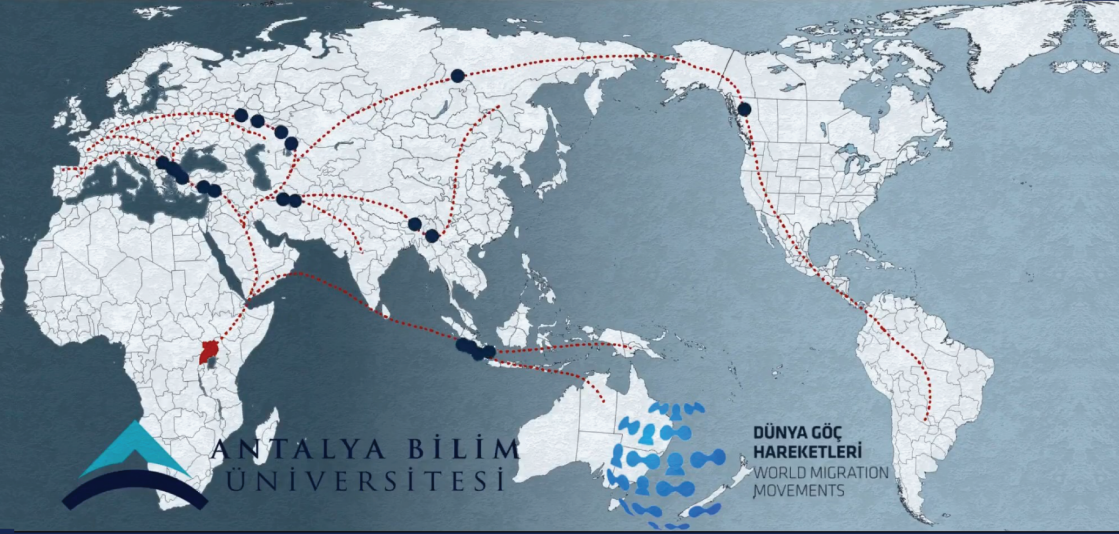 ANTALYA BİLİM
ÜNİVERSİTESİ
DÜNYA GÖÇ
HAREKETLERİ
WORLD MIGRATION
MOVEMENTS